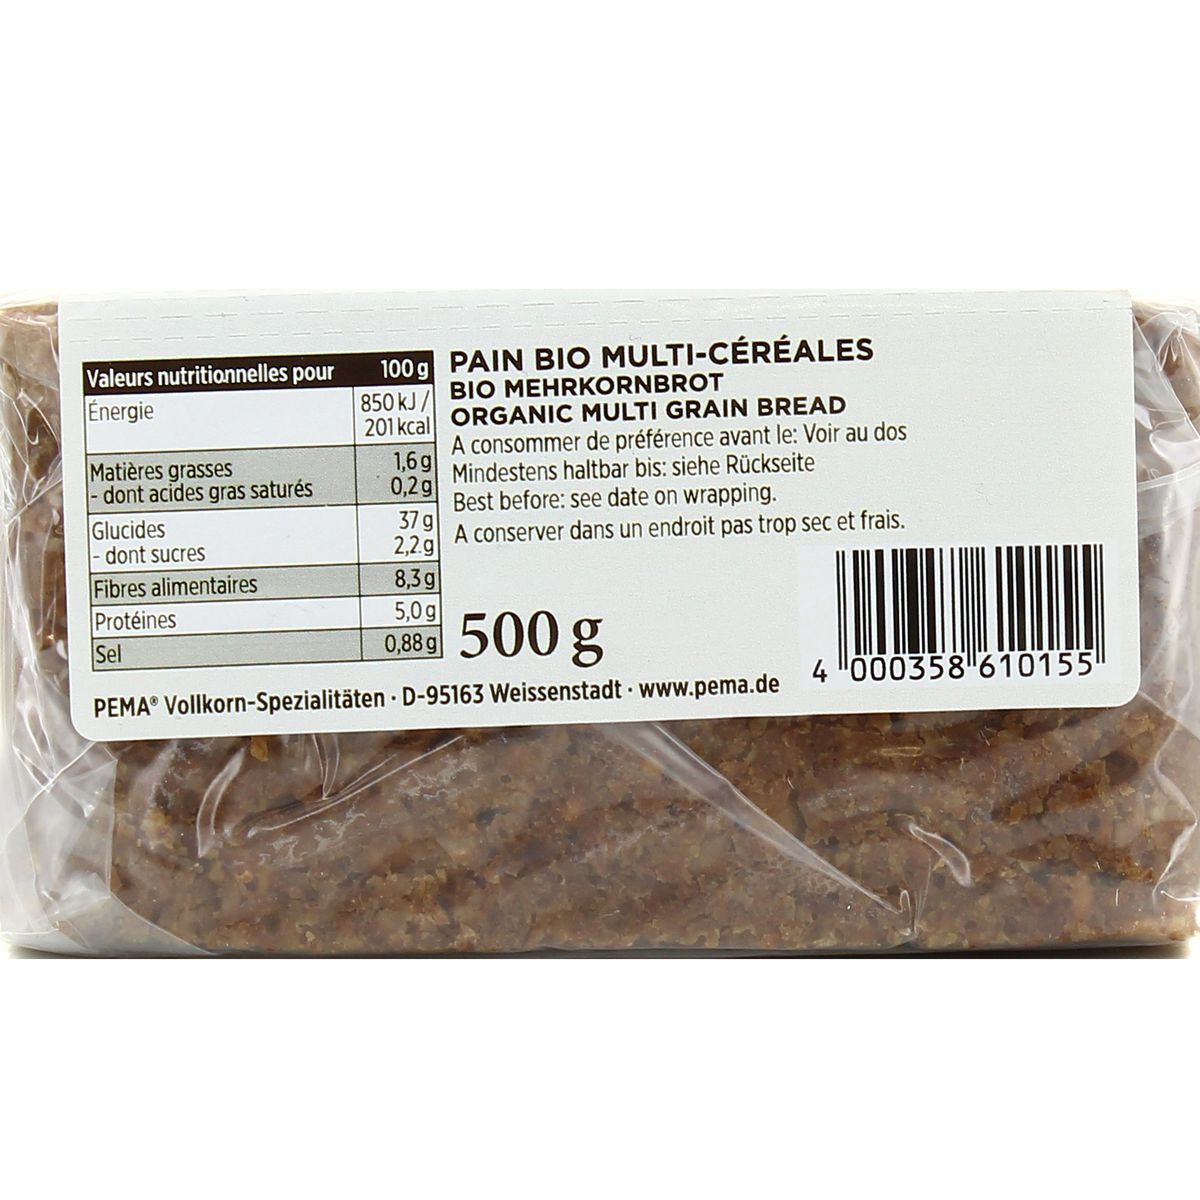 Valeurs nutritionnelles pour 100 g
Énergie 850 kJ /
201 kcal
Matières grasses 1,6 g
- dont acides gras saturés 0,2 g
Glucides 37 g
- dont sucres 2,2 g
Fibres alimentaires 8,3 g
Protéines 5,0 g
Sel 0,88 g
PAIN BIO MULTI-CÉRÉALES
BIO MEHRKORNBROT
ORGANIC MULTI GRAIN BREAD
A consommer de préférence avant le: Voir au dos
Mindestens haltbar bis: siehe Rückseite
Best before: see date on wrapping.
A conserver dans un endroit pas trop sec et frais.
500 g
4 000358 610155
PEMA® Vollkorn-Spezialitäten · D-95163 Weissenstadt · www.pema.de